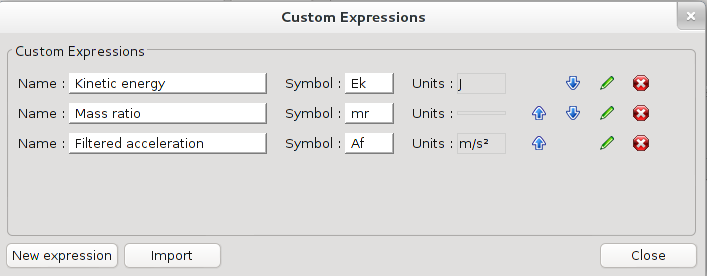 Custom Expressions
Custom Expressions
Name : Kinetic energy Symbol : Ek Units : J
Name : Mass ratio Symbol : mr Units :
Name : Filtered acceleration Symbol : Af Units : m/s²
New expression Import Close